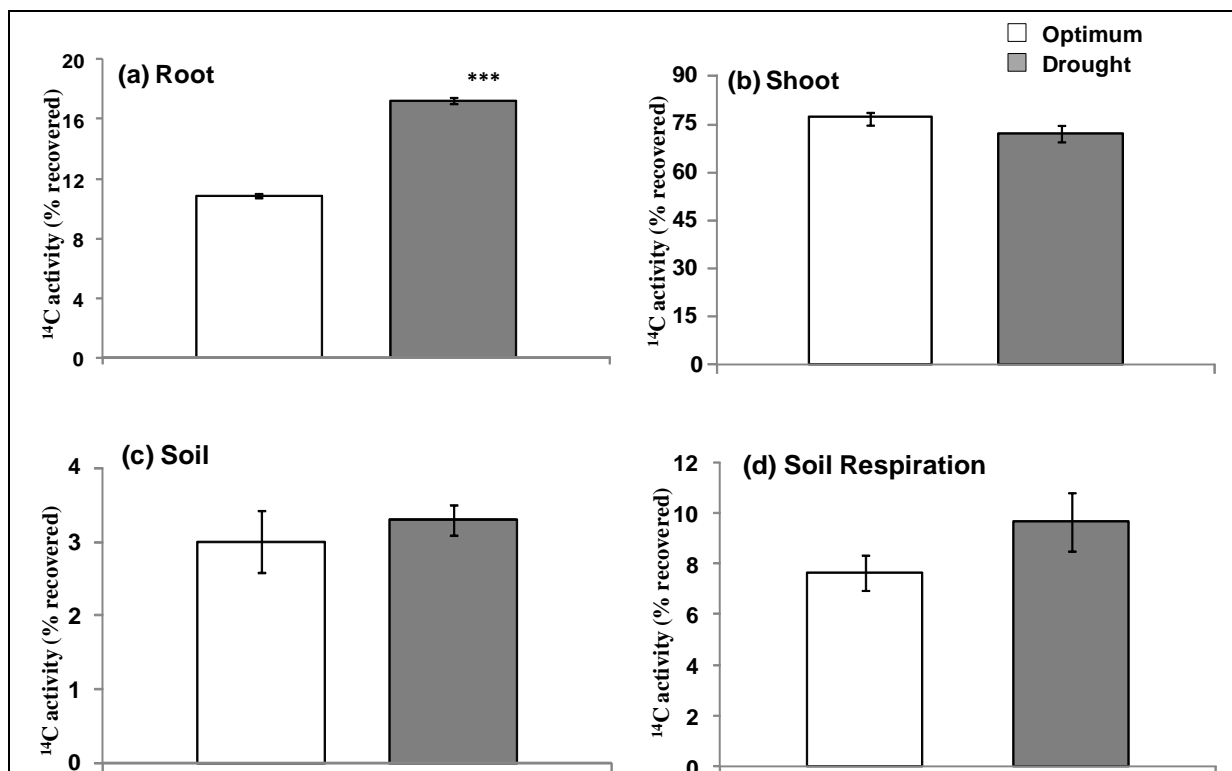 Optimum
Drought
(a) Root
***
20
16
12
8
4
0
¹⁴C activity (% recovered)
(b) Shoot
90
75
60
45
30
15
0
¹⁴C activity (% recovered)
(c) Soil
4
3
2
1
0
¹⁴C activity (% recovered)
(d) Soil Respiration
12
10
8
6
4
2
0
¹⁴C activity (% recovered)